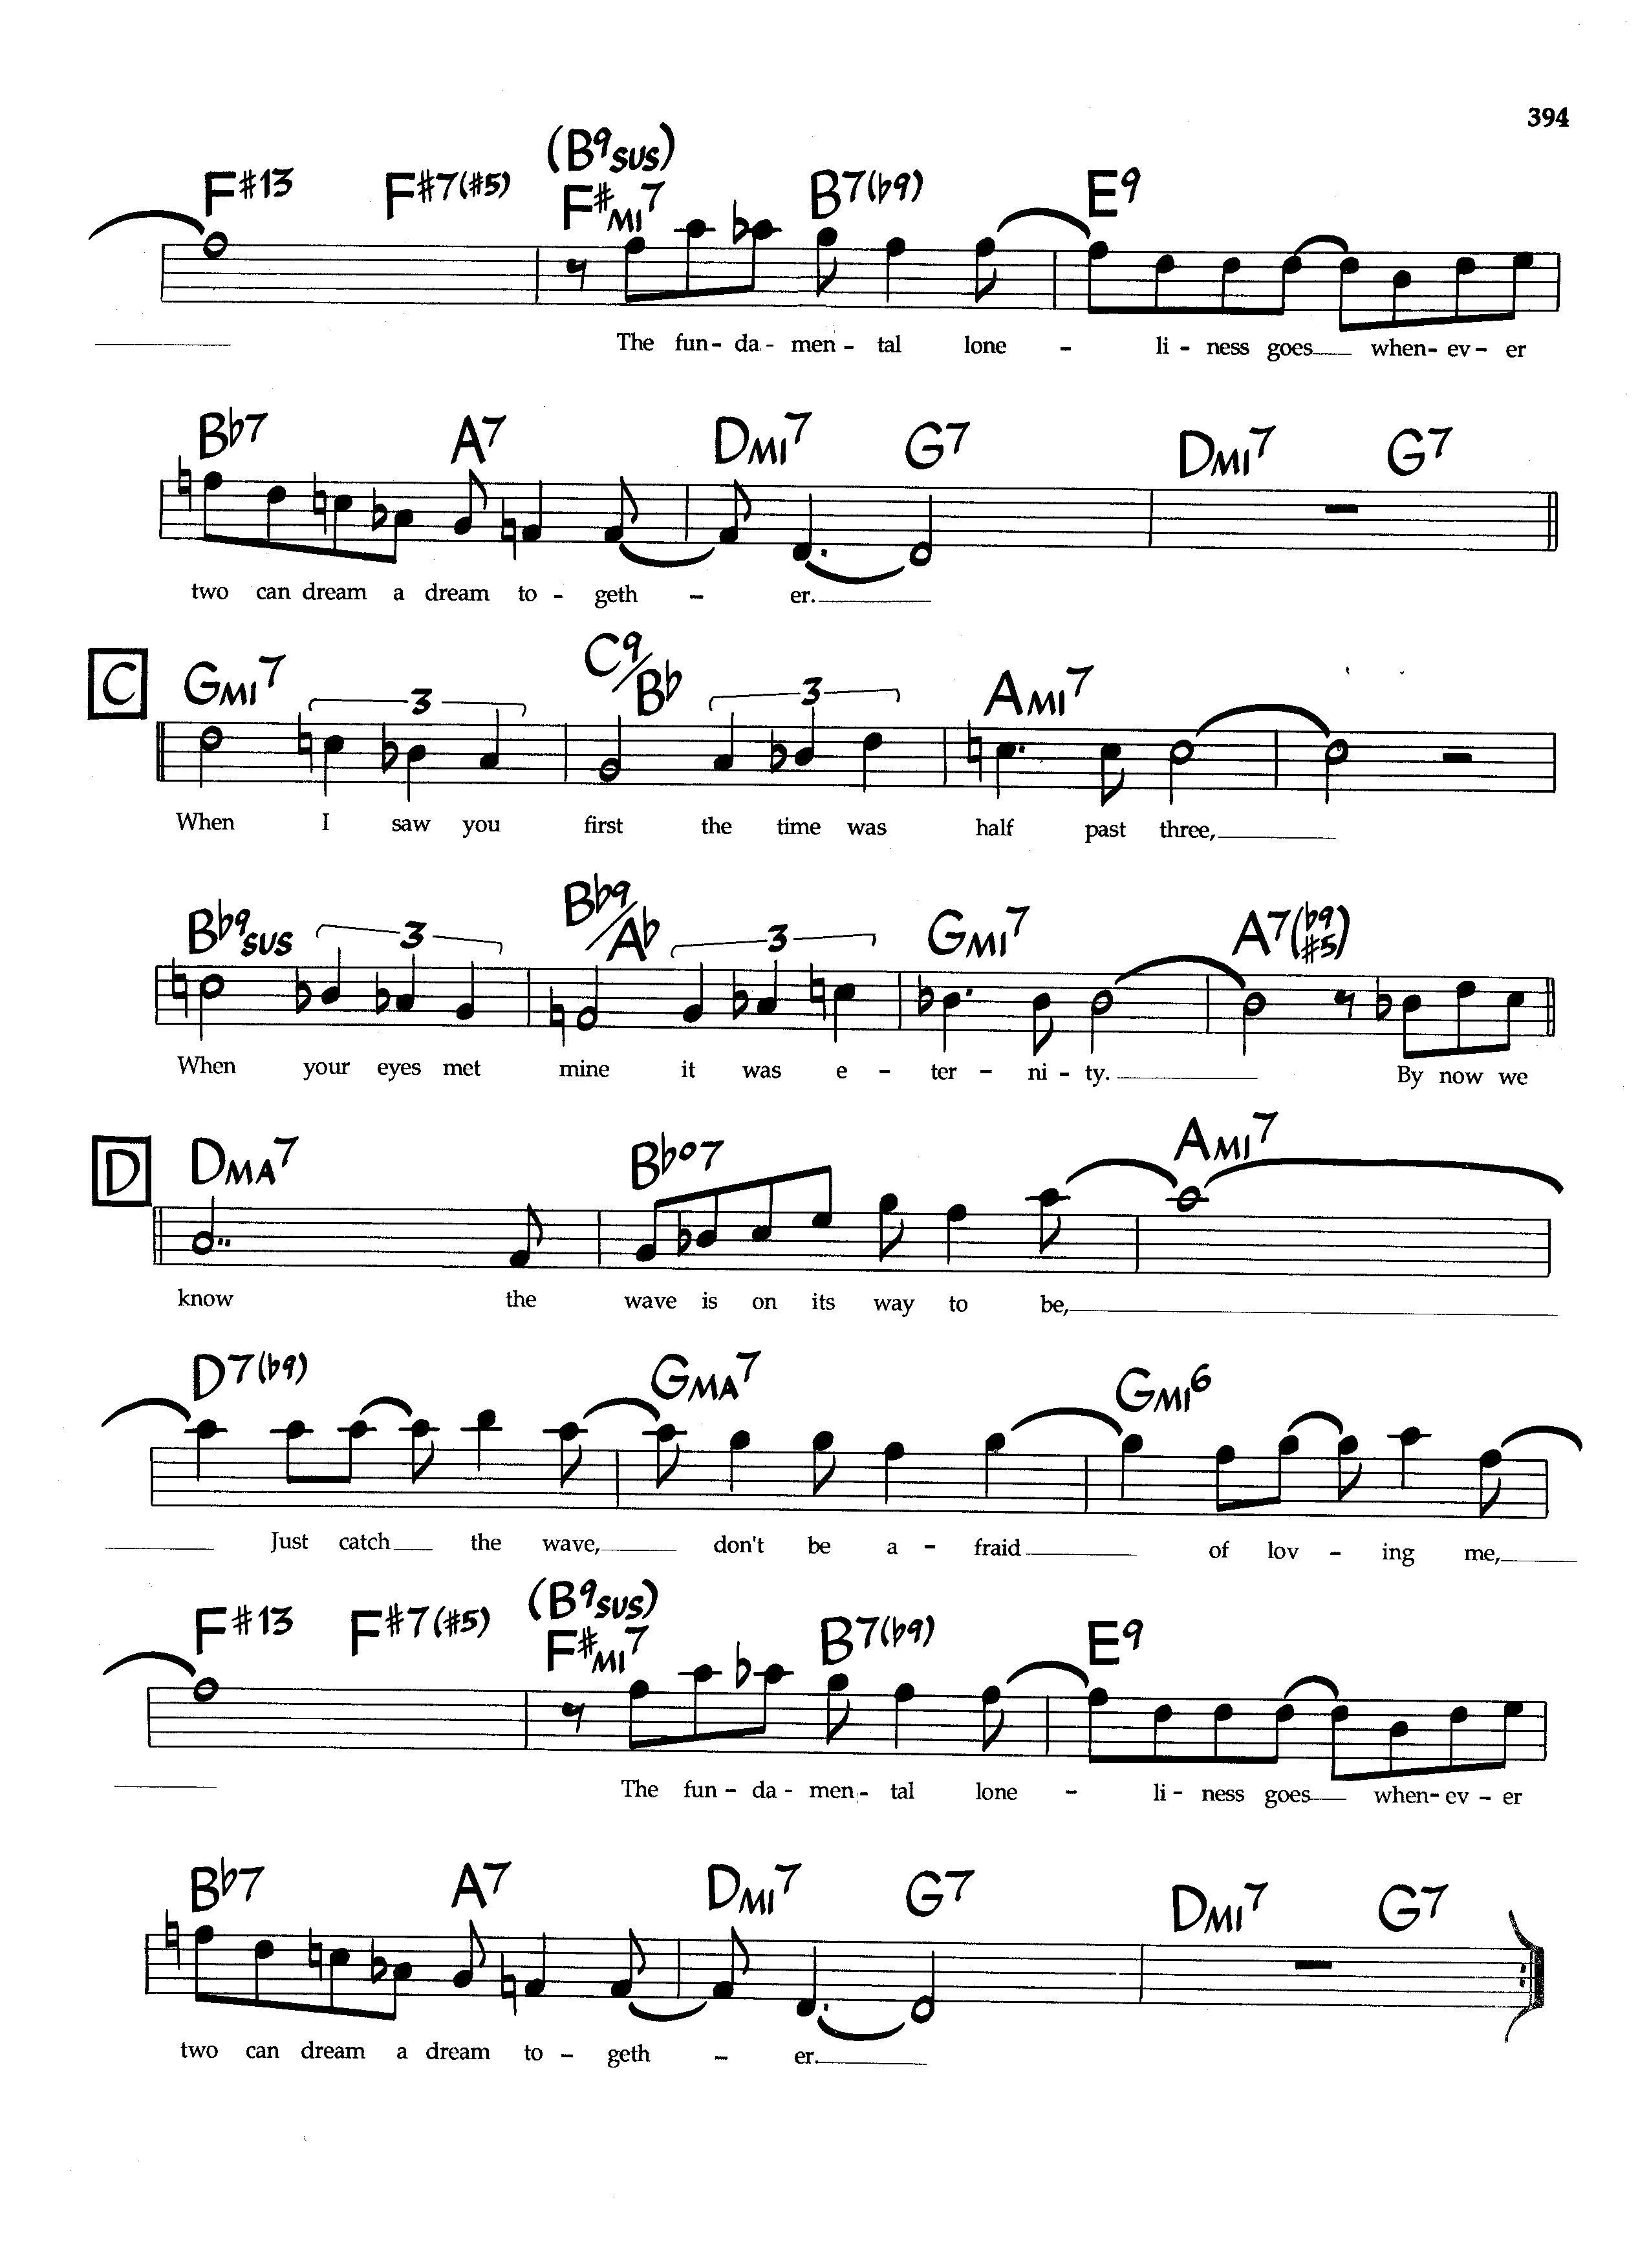 394
(B9sus)
F#13 F#7(#5) F#mi7 B7(b9) E9
The fun- da- men- tal lone - li- ness goes when- ev- er
Bb7 A7 Dmi7 G7 Dmi7 G7
two can dream a dream to- geth - er.
C Gmi7 3 C9/Bb 3 Ami7
When I saw you first the time was half past three,
Bb9sus 3 Bb9/Ab 3 Gmi7 A7(b9 #5)
When your eyes met mine it was e - ter - ni - ty. By now we
D Dma7 Bb°7 Ami7
know the wave is on its way to be,
D7(b9) Gma7 Gmi6
Just catch the wave, don't be a - fraid of lov - ing me,
(B9sus)
F#13 F#7(#5) F#mi7 B7(b9) E9
The fun- da- men- tal lone - li- ness goes when- ev- er
Bb7 A7 Dmi7 G7 Dmi7 G7
two can dream a dream to - geth - er.